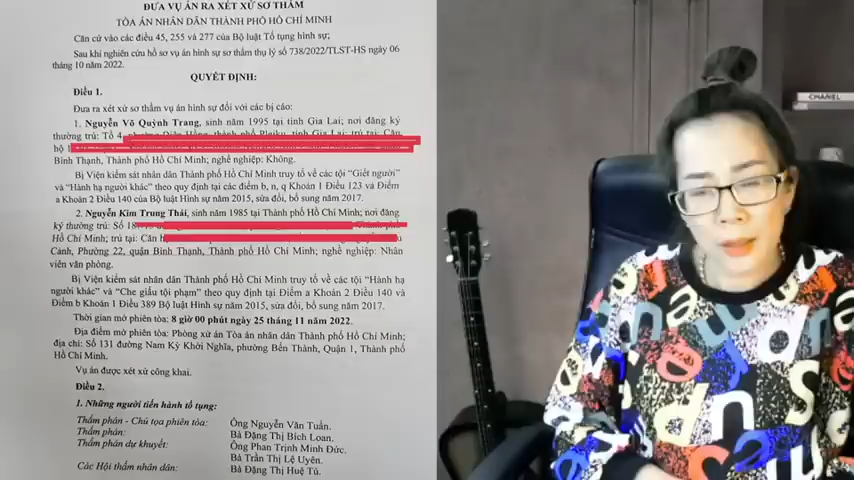 ĐƯA VỤ ÁN RA XÉT XỬ SƠ THẨM
TÒA ÁN NHÂN DÂN THÀNH PHỐ HỒ CHÍ MINH
Căn cứ vào các điều 45, 255 và 277 của Bộ luật Tố tụng hình sự;
Sau khi nghiên cứu hồ sơ vụ án hình sự sơ thẩm thụ lý số 738/2022/TLST-HS ngày 06
tháng 10 năm 2022.
QUYẾT ĐỊNH:
Điều 1.
Đưa ra xét xử sơ thẩm vụ án hình sự đối với các bị cáo:
1. Nguyễn Võ Quỳnh Trang, sinh năm 1995 tại tỉnh Gia Lai; nơi đăng ký
thường trú: Tổ 4, phường Diên Hồng, thành phố Pleiku, tỉnh Gia Lai; trú tại: Căn
hộ
Bình Thạnh, Thành phố Hồ Chí Minh; nghề nghiệp: Không.
Bị Viện kiểm sát nhân dân Thành phố Hồ Chí Minh truy tố về các tội "Giết người"
và "Hành hạ người khác" theo quy định tại các điểm b, n, q Khoản 1 Điều 123 và Điểm
a Khoản 2 Điều 140 của Bộ luật Hình sự năm 2015, sửa đổi, bổ sung năm 2017.
2. Nguyễn Kim Trung Thái, sinh năm 1985 tại Thành phố Hồ Chí Minh; nơi đăng
ký thường trú: Số
Hồ Chí Minh; trú tại: Căn
Cảnh, Phường 22, quận Bình Thạnh, Thành phố Hồ Chí Minh; nghề nghiệp: Nhân
viên văn phòng.
Bị Viện kiểm sát nhân dân Thành phố Hồ Chí Minh truy tố về các tội "Hành hạ
người khác" và "Che giấu tội phạm" theo quy định tại Điểm a Khoản 2 Điều 140 và
Điểm b Khoản 1 Điều 389 Bộ luật Hình sự năm 2015, sửa đổi, bổ sung năm 2017.
Thời gian mở phiên tòa: 8 giờ 00 phút ngày 25 tháng 11 năm 2022.
Địa điểm mở phiên tòa: Phòng xử án Tòa án nhân dân Thành phố Hồ Chí Minh;
địa chỉ: Số 131 đường Nam Kỳ Khởi Nghĩa, phường Bến Thành, Quận 1, Thành phố
Hồ Chí Minh.
Vụ án được xét xử công khai.
Điều 2.
1. Những người tiến hành tố tụng:
Thẩm phán - Chủ tọa phiên tòa: Ông Nguyễn Văn Tuấn.
Thẩm phán: Bà Đặng Thị Bích Loan.
Thẩm phán dự khuyết: Ông Phan Trịnh Minh Đức.
Bà Trần Thị Lệ Uyên.
Các Hội thẩm nhân dân: Bà Đặng Thị Huệ Tú.
CHANEL